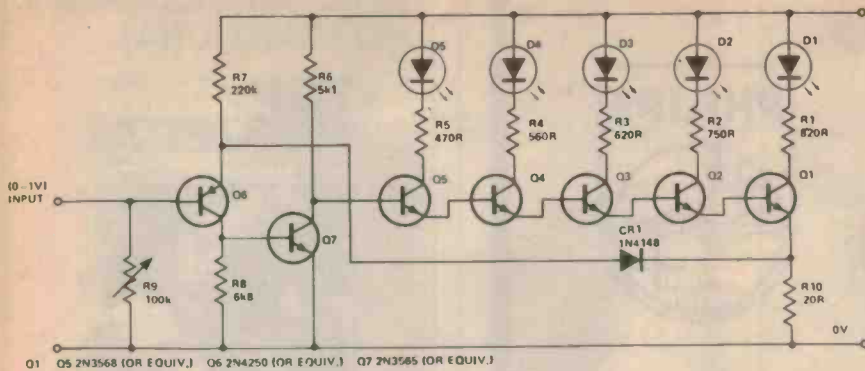 D5
D4
D3
D2
D1
R7
220k
R6
5k1
R5
470R
R4
560R
R3
620R
R2
750R
R1
820R
(0-1V)
INPUT
Q6
Q5
Q4
Q3
Q2
Q1
Q7
CR1
1N4148
R9
100k
R8
6k8
R10
20R
0V
Q1 Q5 2N3568 (OR EQUIV.) Q6 2N4250 (OR EQUIV.) Q7 2N3565 (OR EQUIV.)